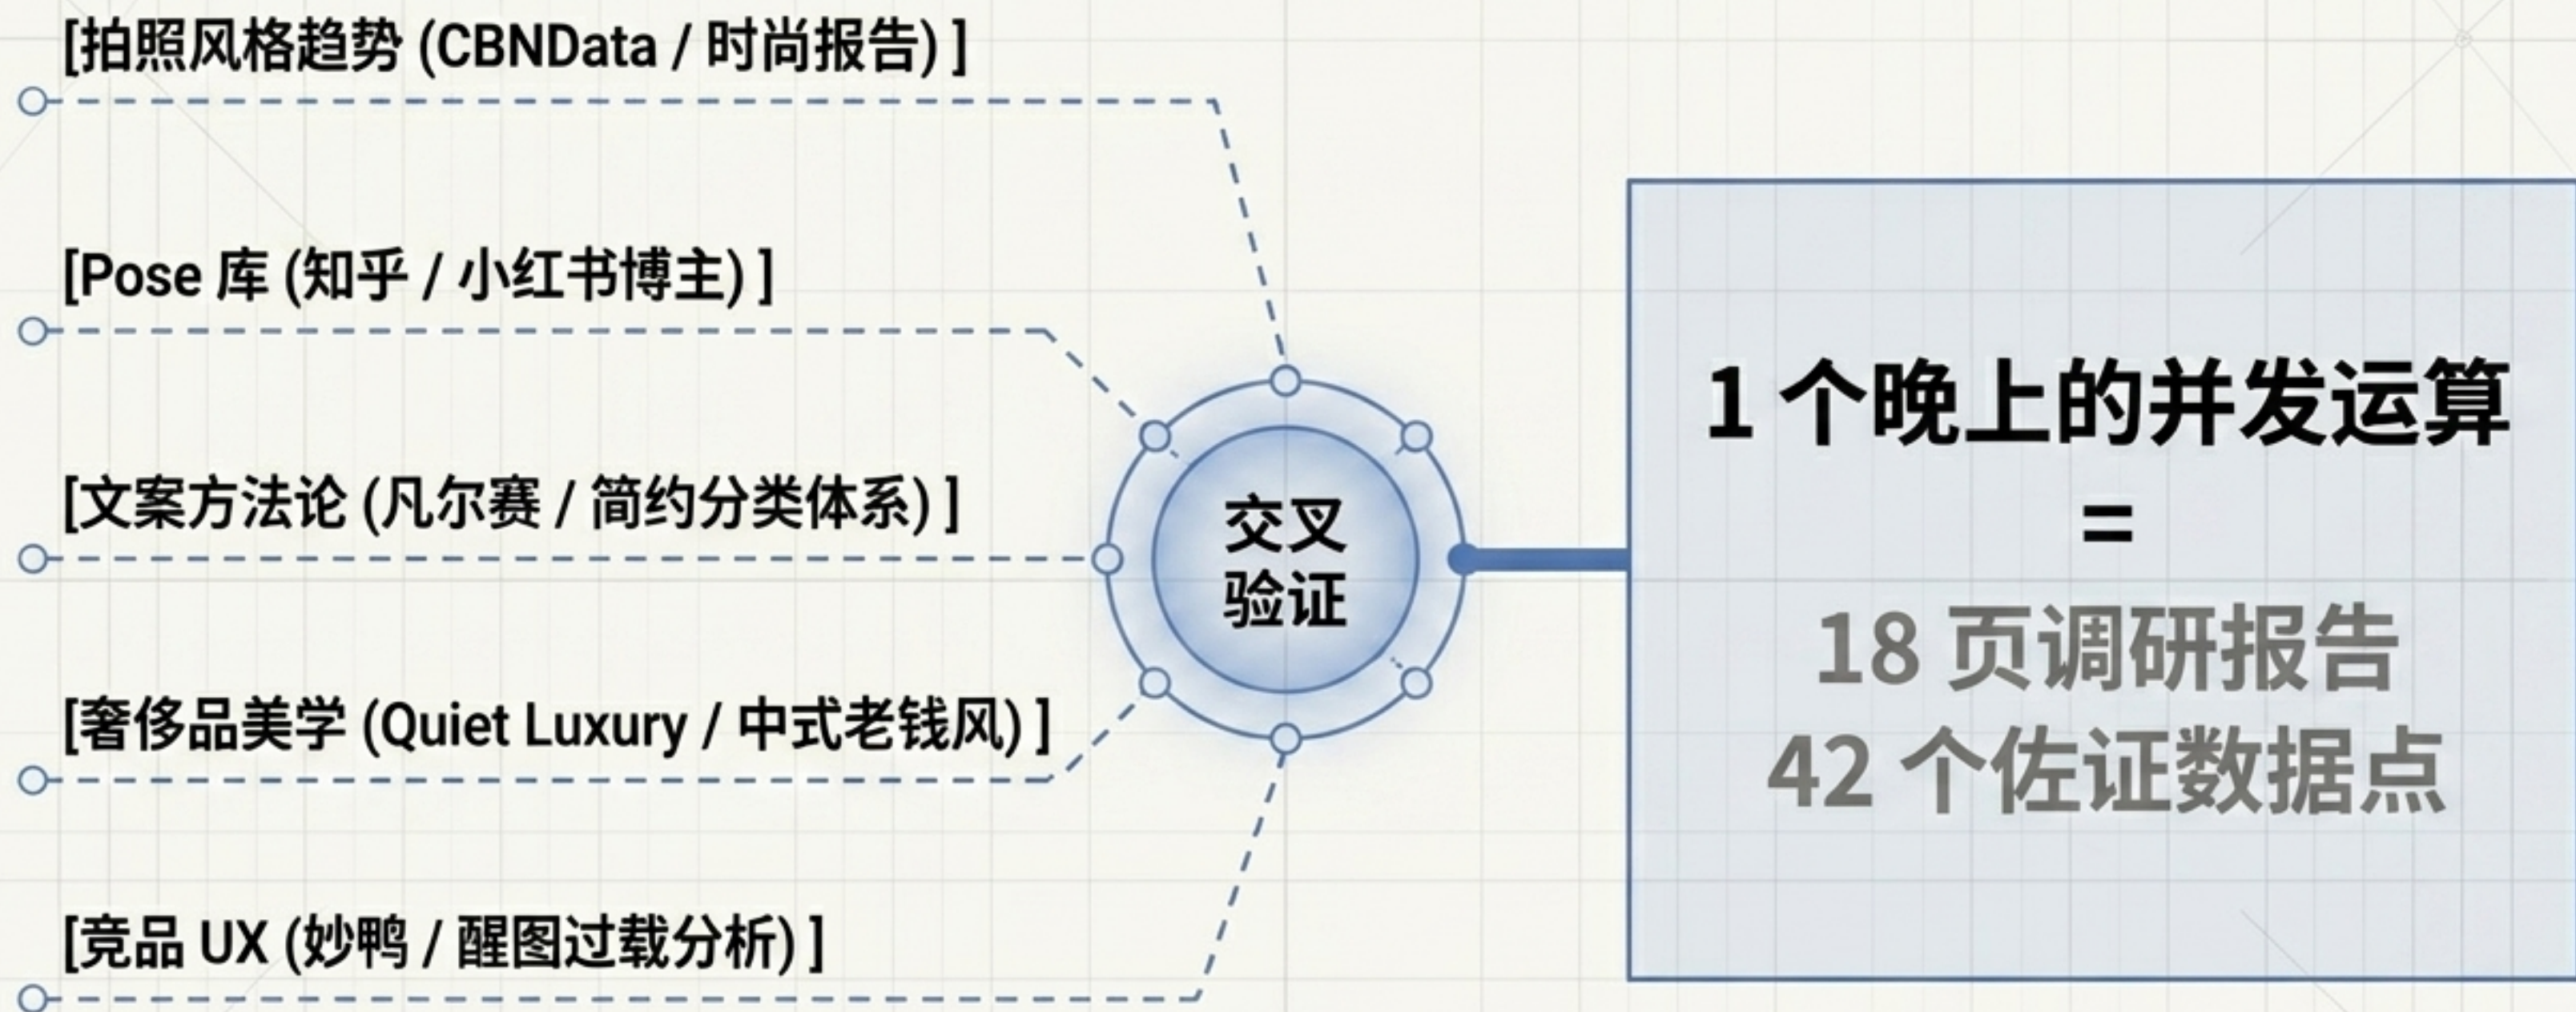 [拍照风格趋势 (CBNData / 时尚报告) ]
[Pose 库 (知乎 / 小红书博主) ]
[文案方法论 (凡尔赛 / 简约分类体系) ]
[奢侈品美学 (Quiet Luxury / 中式老钱风) ]
[竞品 UX (妙鸭 / 醒图过载分析) ]
交叉
验证
1 个晚上的并发运算
=
18 页调研报告
42 个佐证数据点